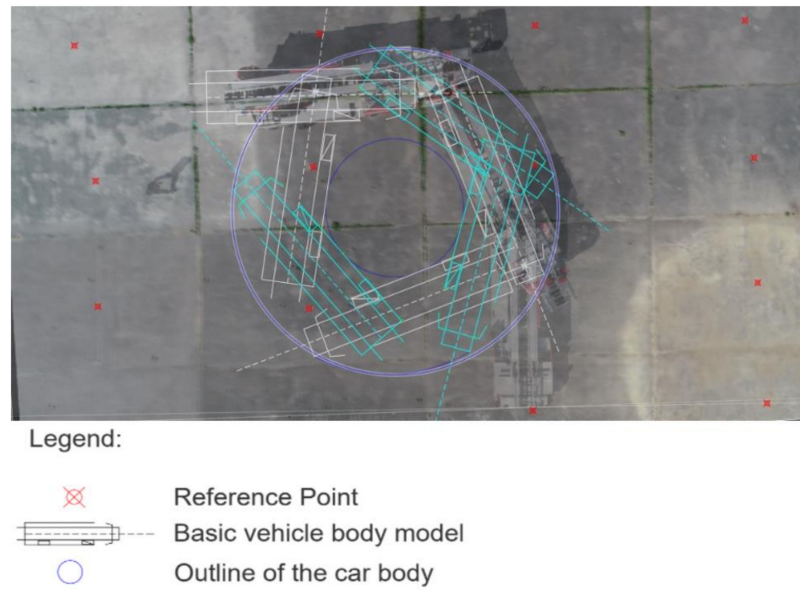 Legend:
Reference Point
Basic vehicle body model
Outline of the car body